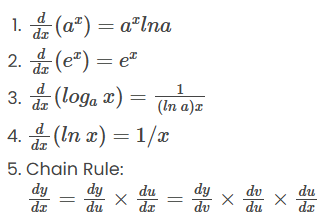 1. d/dx (a^x) = a^x lna
2. d/dx (e^x) = e^x
3. d/dx (log_a x) = 1/((ln a)x)
4. d/dx (ln x) = 1/x
5. Chain Rule:
dy/dx = dy/du × du/dx = dy/dv × dv/du × du/dx